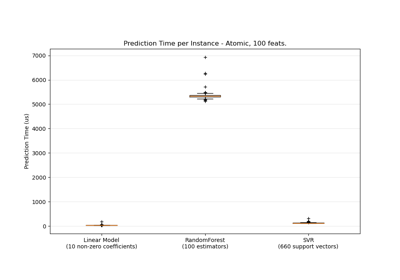 Prediction Time per Instance - Atomic, 100 feats.
Prediction Time (us)
7000
6000
5000
4000
3000
2000
1000
0
Linear Model
(10 non-zero coefficients)
RandomForest
(100 estimators)
SVR
(660 support vectors)